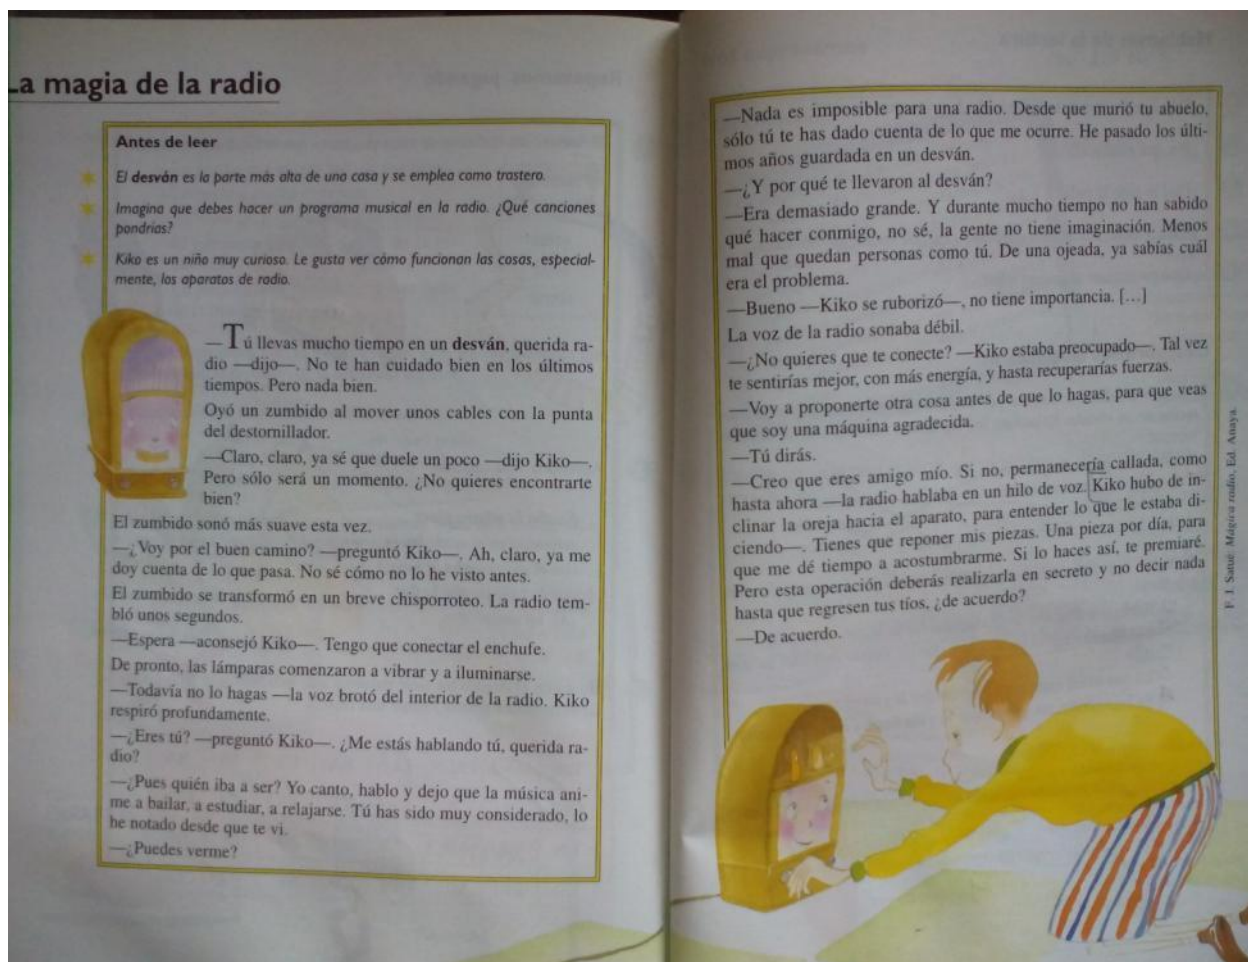 La magia de la radio
Antes de leer
El desván es la parte más alta de una casa y se emplea como trastero.
Imagina que debes hacer un programa musical en la radio. ¿Qué canciones
pondrías?
Kiko es un niño muy curioso. Le gusta ver cómo funcionan las cosas, especial-
mente, los aparatos de radio.
—Tú llevas mucho tiempo en un desván, querida ra-
dio —dijo—. No te han cuidado bien en los últimos
tiempos. Pero nada bien.
Oyó un zumbido al mover unos cables con la punta
del destornillador.
—Claro, claro, ya sé que duele un poco —dijo Kiko—.
Pero sólo será un momento. ¿No quieres encontrarte
bien?
El zumbido sonó más suave esta vez.
—¿Voy por el buen camino? —preguntó Kiko—. Ah, claro, ya me
doy cuenta de lo que pasa. No sé cómo no lo he visto antes.
El zumbido se transformó en un breve chisporroteo. La radio tem-
bló unos segundos.
—Espera —aconsejó Kiko—. Tengo que conectar el enchufe.
De pronto, las lámparas comenzaron a vibrar y a iluminarse.
—Todavía no lo hagas —la voz brotó del interior de la radio. Kiko
respiró profundamente.
—¿Eres tú? —preguntó Kiko—. ¿Me estás hablando tú, querida ra-
dio?
—¿Pues quién iba a ser? Yo canto, hablo y dejo que la música ani-
me a bailar, a estudiar, a relajarse. Tú has sido muy considerado, lo
he notado desde que te vi.
—¿Puedes verme?
—Nada es imposible para una radio. Desde que murió tu abuelo,
sólo tú te has dado cuenta de lo que me ocurre. He pasado los últi-
mos años guardada en un desván.
—¿Y por qué te llevaron al desván?
—Era demasiado grande. Y durante mucho tiempo no han sabido
qué hacer conmigo, no sé, la gente no tiene imaginación. Menos
mal que quedan personas como tú. De una ojeada, ya sabías cuál
era el problema.
—Bueno —Kiko se ruborizó—, no tiene importancia. [...]
La voz de la radio sonaba débil.
—¿No quieres que te conecte? —Kiko estaba preocupado—. Tal vez
te sentirías mejor, con más energía, y hasta recuperarías fuerzas.
—Voy a proponerte otra cosa antes de que lo hagas, para que veas
que soy una máquina agradecida.
—Tú dirás.
—Creo que eres amigo mío. Si no, permanecería callada, como
hasta ahora —la radio hablaba en un hilo de voz. Kiko hubo de in-
clinar la oreja hacia el aparato, para entender lo que le estaba di-
ciendo—. Tienes que reponer mis piezas. Una pieza por día, para
que me dé tiempo a acostumbrarme. Si lo haces así, te premiaré.
Pero esta operación deberás realizarla en secreto y no decir nada
hasta que regresen tus tíos, ¿de acuerdo?
—De acuerdo.
F. J. Satué: Mágica radio, Ed. Anaya.